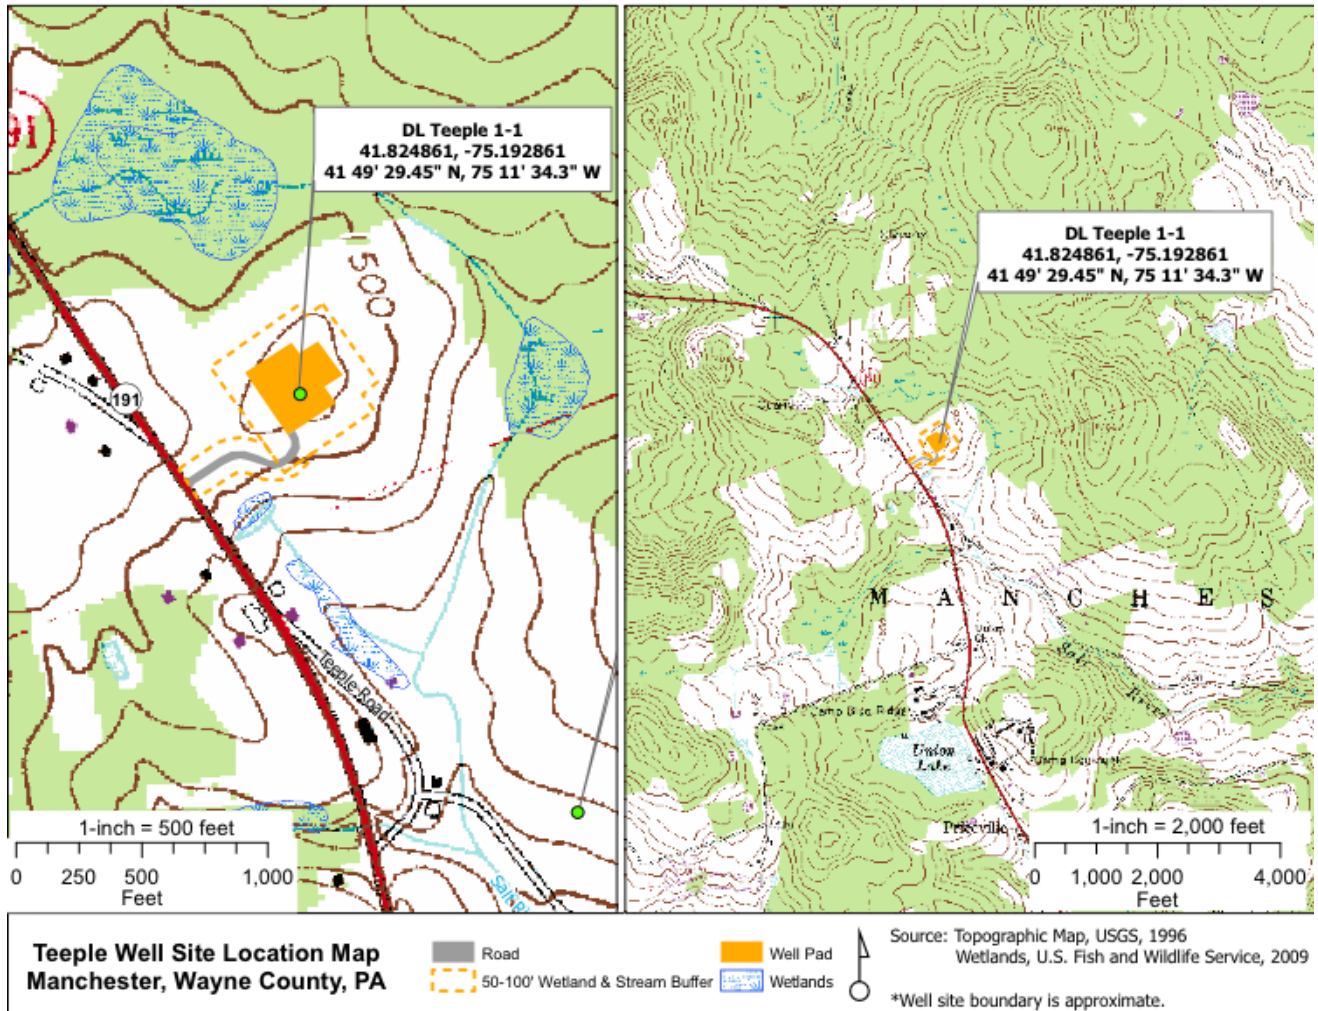 DL Teeple 1-1
41.824861, -75.192861
41 49' 29.45" N, 75 11' 34.3" W
1500
191
Teeple Road
1-inch = 500 feet
0 250 500 1,000
Feet
DL Teeple 1-1
41.824861, -75.192861
41 49' 29.45" N, 75 11' 34.3" W
M A N C H E S
Union
Lake
1-inch = 2,000 feet
0 1,000 2,000 4,000
Feet
Teeple Well Site Location Map
Manchester, Wayne County, PA
Road
50-100' Wetland & Stream Buffer
Well Pad
Wetlands
Source: Topographic Map, USGS, 1996
Wetlands, U.S. Fish and Wildlife Service, 2009
*Well site boundary is approximate.